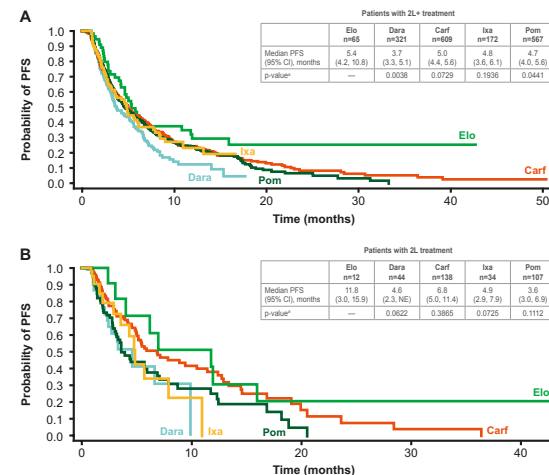 A
Patients with 2L+ treatment
Elo n=65 Dara n=321 Carf n=609 Ixa n=172 Pom n=567
Median PFS (95% CI), months 5.4 (4.2, 10.8) 3.7 (3.3, 5.1) 5.0 (4.4, 5.6) 4.8 (3.6, 6.1) 4.7 (4.0, 5.6)
p-valueᵃ — 0.0038 0.0729 0.1936 0.0441
Probability of PFS
1.0
0.9
0.8
0.7
0.6
0.5
0.4
0.3
0.2
0.1
0.0
Elo
Ixa
Dara
Pom
Carf
0 10 20 30 40 50
Time (months)
B
Patients with 2L treatment
Elo n=12 Dara n=44 Carf n=138 Ixa n=34 Pom n=107
Median PFS (95% CI), months 11.8 (3.0, 15.9) 4.6 (2.3, NE) 6.8 (5.0, 11.4) 4.9 (2.9, 7.9) 3.6 (3.0, 6.9)
p-valueᵃ — 0.0622 0.3865 0.0725 0.1112
Probability of PFS
1.0
0.9
0.8
0.7
0.6
0.5
0.4
0.3
0.2
0.1
0.0
Elo
Dara
Ixa
Pom
Carf
0 10 20 30 40
Time (months)